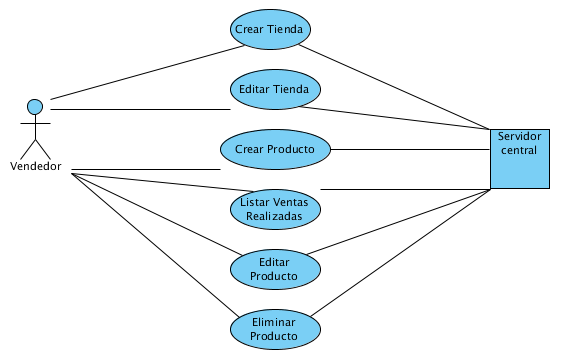 Crear Tienda
Editar Tienda
Servidor
central
Crear Producto
Vendedor
Listar Ventas
Realizadas
Editar
Producto
Eliminar
Producto